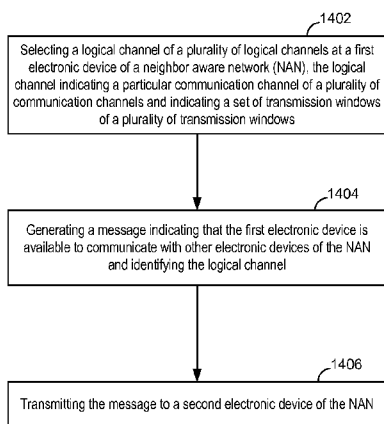 1402
Selecting a logical channel of a plurality of logical channels at a first
electronic device of a neighbor aware network (NAN), the logical
channel indicating a particular communication channel of a plurality of
communication channels and indicating a set of transmission windows
of a plurality of transmission windows
1404
Generating a message indicating that the first electronic device is
available to communicate with other electronic devices of the NAN
and identifying the logical channel
1406
Transmitting the message to a second electronic device of the NAN